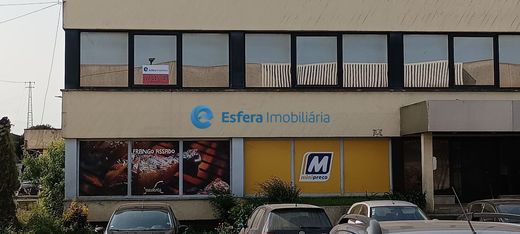 Esfera Imobiliária
FRANGO ASSADO
M
minipreço